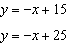 y = −x + 15
y = −x + 25